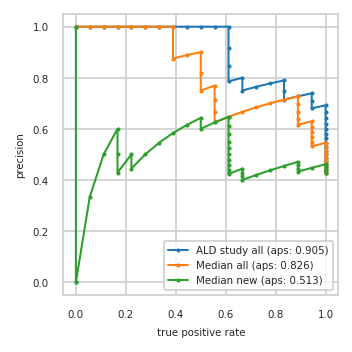 1.0
0.8
0.6
0.4
0.2
0.0
precision
0.0 0.2 0.4 0.6 0.8 1.0
true positive rate
ALD study all (aps: 0.905)
Median all (aps: 0.826)
Median new (aps: 0.513)